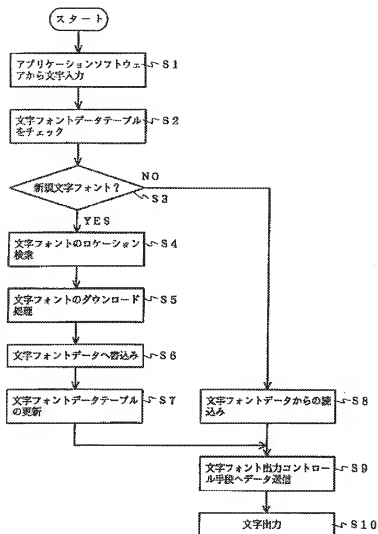 スタート
アプリケーションソフトウェ
アから文字入力
S1
文字フォントデータテーブル
をチェック
S2
新規文字フォント?
NO
S3
YES
文字フォントのロケーション
検索
S4
文字フォントのダウンロード
処理
S5
文字フォントデータへ書込み
S6
文字フォントデータテーブル
の更新
S7
文字フォントデータからの読
込み
S8
文字フォント出力コントロー
ル手段へデータ送信
S9
文字出力
S10